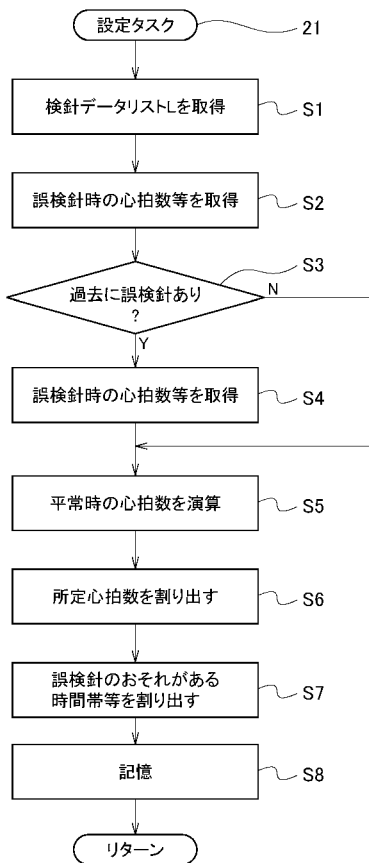 設定タスク
21
検針データリストLを取得
S1
誤検針時の心拍数等を取得
S2
S3
過去に誤検針あり
?
N
Y
誤検針時の心拍数等を取得
S4
平常時の心拍数を演算
S5
所定心拍数を割り出す
S6
誤検針のおそれがある
時間帯等を割り出す
S7
記憶
S8
リターン